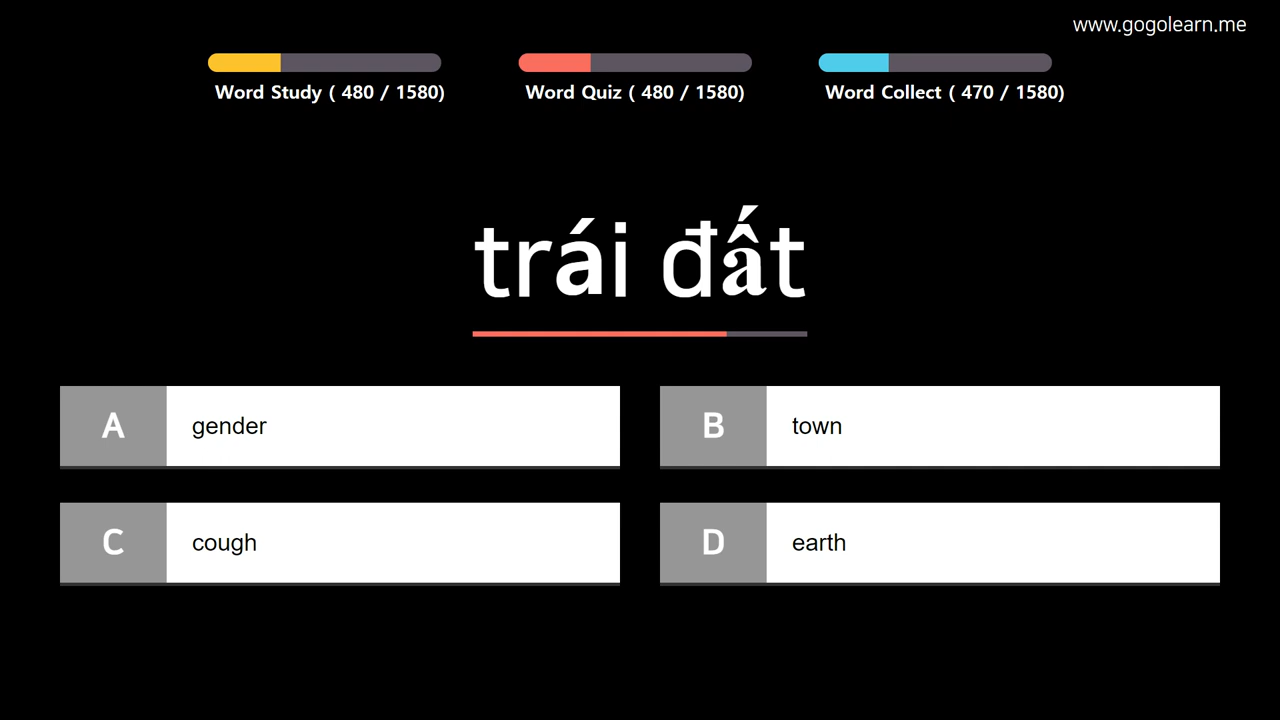 www.gogolearn.me
Word Study ( 480 / 1580)
Word Quiz ( 480 / 1580)
Word Collect ( 470 / 1580)
trái đất
A gender
B town
C cough
D earth